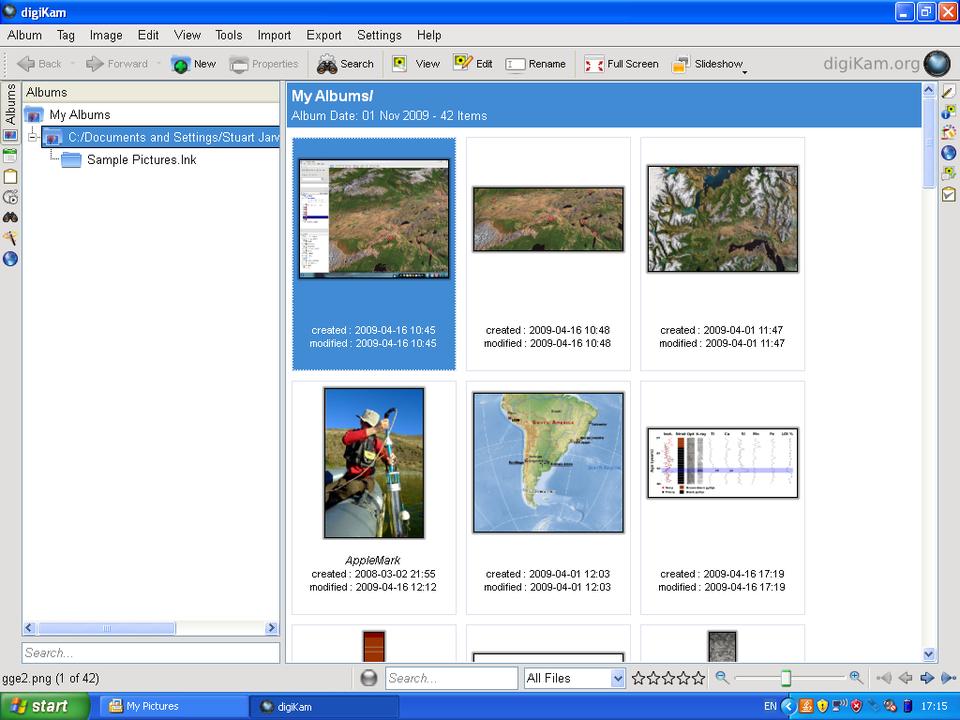 digiKam
Album Tag Image Edit View Tools Import Export Settings Help
Back Forward New Properties Search View Edit Rename Full Screen Slideshow digiKam.org
Albums
Albums
My Albums
C:/Documents and Settings/Stuart Jarv
Sample Pictures.lnk
My Albums/
Album Date: 01 Nov 2009 - 42 Items
created : 2009-04-16 10:45
modified : 2009-04-16 10:45
created : 2009-04-16 10:48
modified : 2009-04-16 10:48
created : 2009-04-01 11:47
modified : 2009-04-01 11:47
SOUTH AMERICA
AppleMark
created : 2008-03-02 21:55
modified : 2009-04-16 12:12
created : 2009-04-01 12:03
modified : 2009-04-01 12:03
created : 2009-04-16 17:19
modified : 2009-04-16 17:19
Search...
gge2.png (1 of 42)
Search...
All Files
start
My Pictures
digiKam
EN
17:15